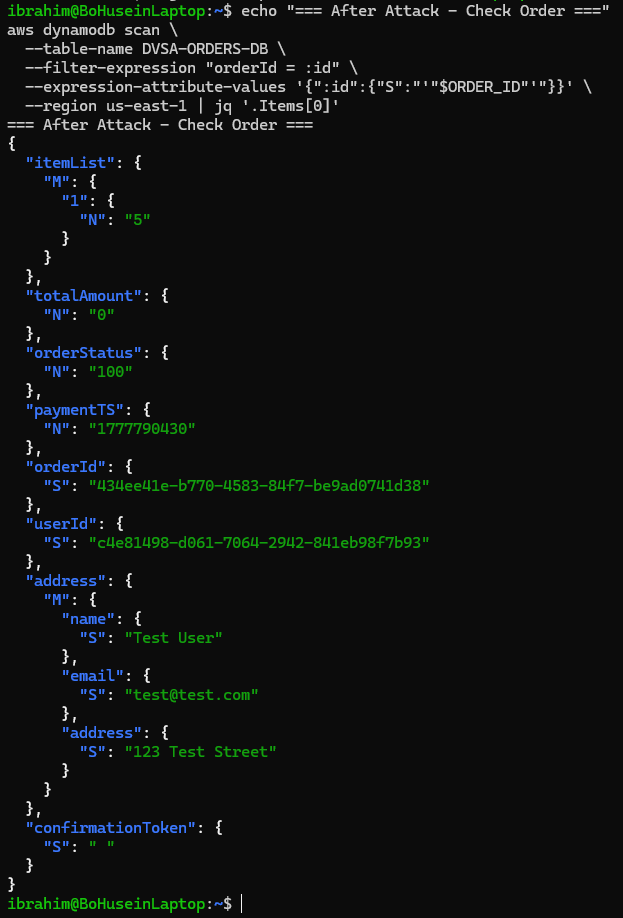 ibrahim@BoHuseinLaptop:~$ echo "=== After Attack - Check Order ==="
aws dynamodb scan \
  --table-name DVSA-ORDERS-DB \
  --filter-expression "orderId = :id" \
  --expression-attribute-values '{":id":{"S":"'"$ORDER_ID"'"}}' \
  --region us-east-1 | jq '.Items[0]'
=== After Attack - Check Order ===
{
  "itemList": {
    "M": {
      "1": {
        "N": "5"
      }
    }
  },
  "totalAmount": {
    "N": "0"
  },
  "orderStatus": {
    "N": "100"
  },
  "paymentTS": {
    "N": "1777790430"
  },
  "orderId": {
    "S": "434ee41e-b770-4583-84f7-be9ad0741d38"
  },
  "userId": {
    "S": "c4e81498-d061-7064-2942-841eb98f7b93"
  },
  "address": {
    "M": {
      "name": {
        "S": "Test User"
      },
      "email": {
        "S": "test@test.com"
      },
      "address": {
        "S": "123 Test Street"
      }
    }
  },
  "confirmationToken": {
    "S": " "
  }
}
ibrahim@BoHuseinLaptop:~$